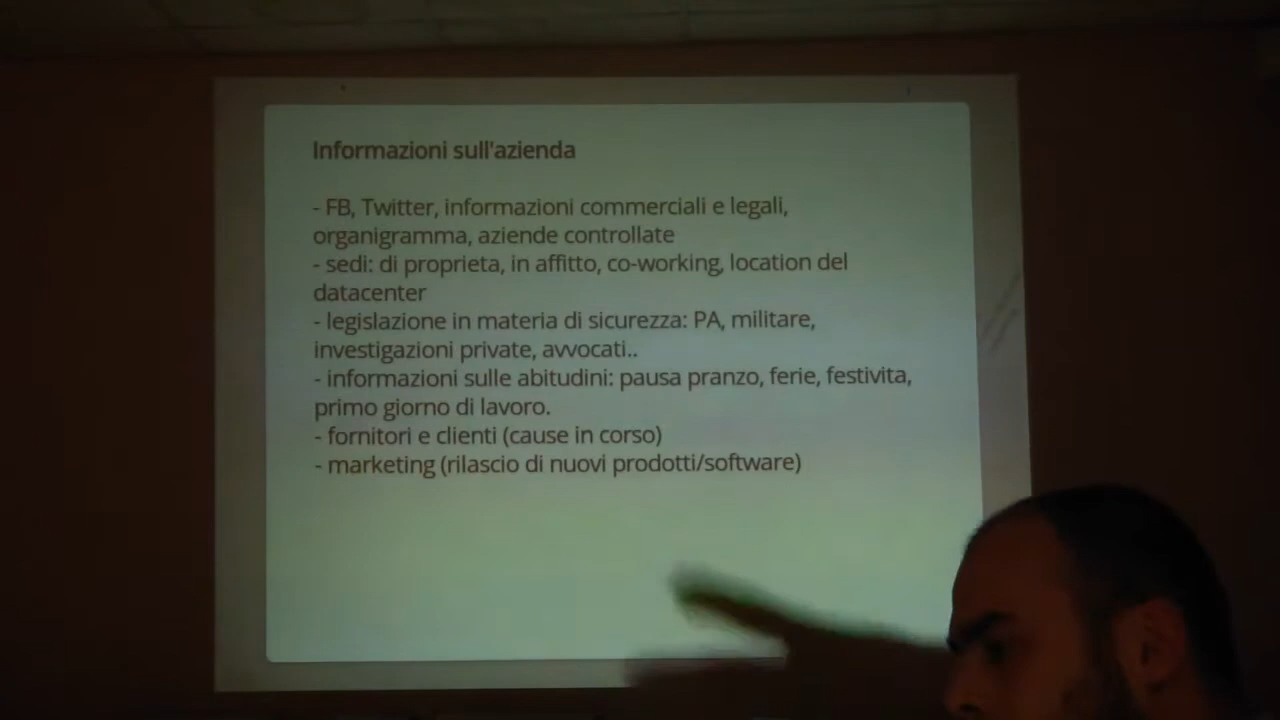 Informazioni sull'azienda
- FB, Twitter, informazioni commerciali e legali,
organigramma, aziende controllate
- sedi: di proprieta, in affitto, co-working, location del
datacenter
- legislazione in materia di sicurezza: PA, militare,
investigazioni private, avvocati..
- informazioni sulle abitudini: pausa pranzo, ferie, festivita,
primo giorno di lavoro.
- fornitori e clienti (cause in corso)
- marketing (rilascio di nuovi prodotti/software)